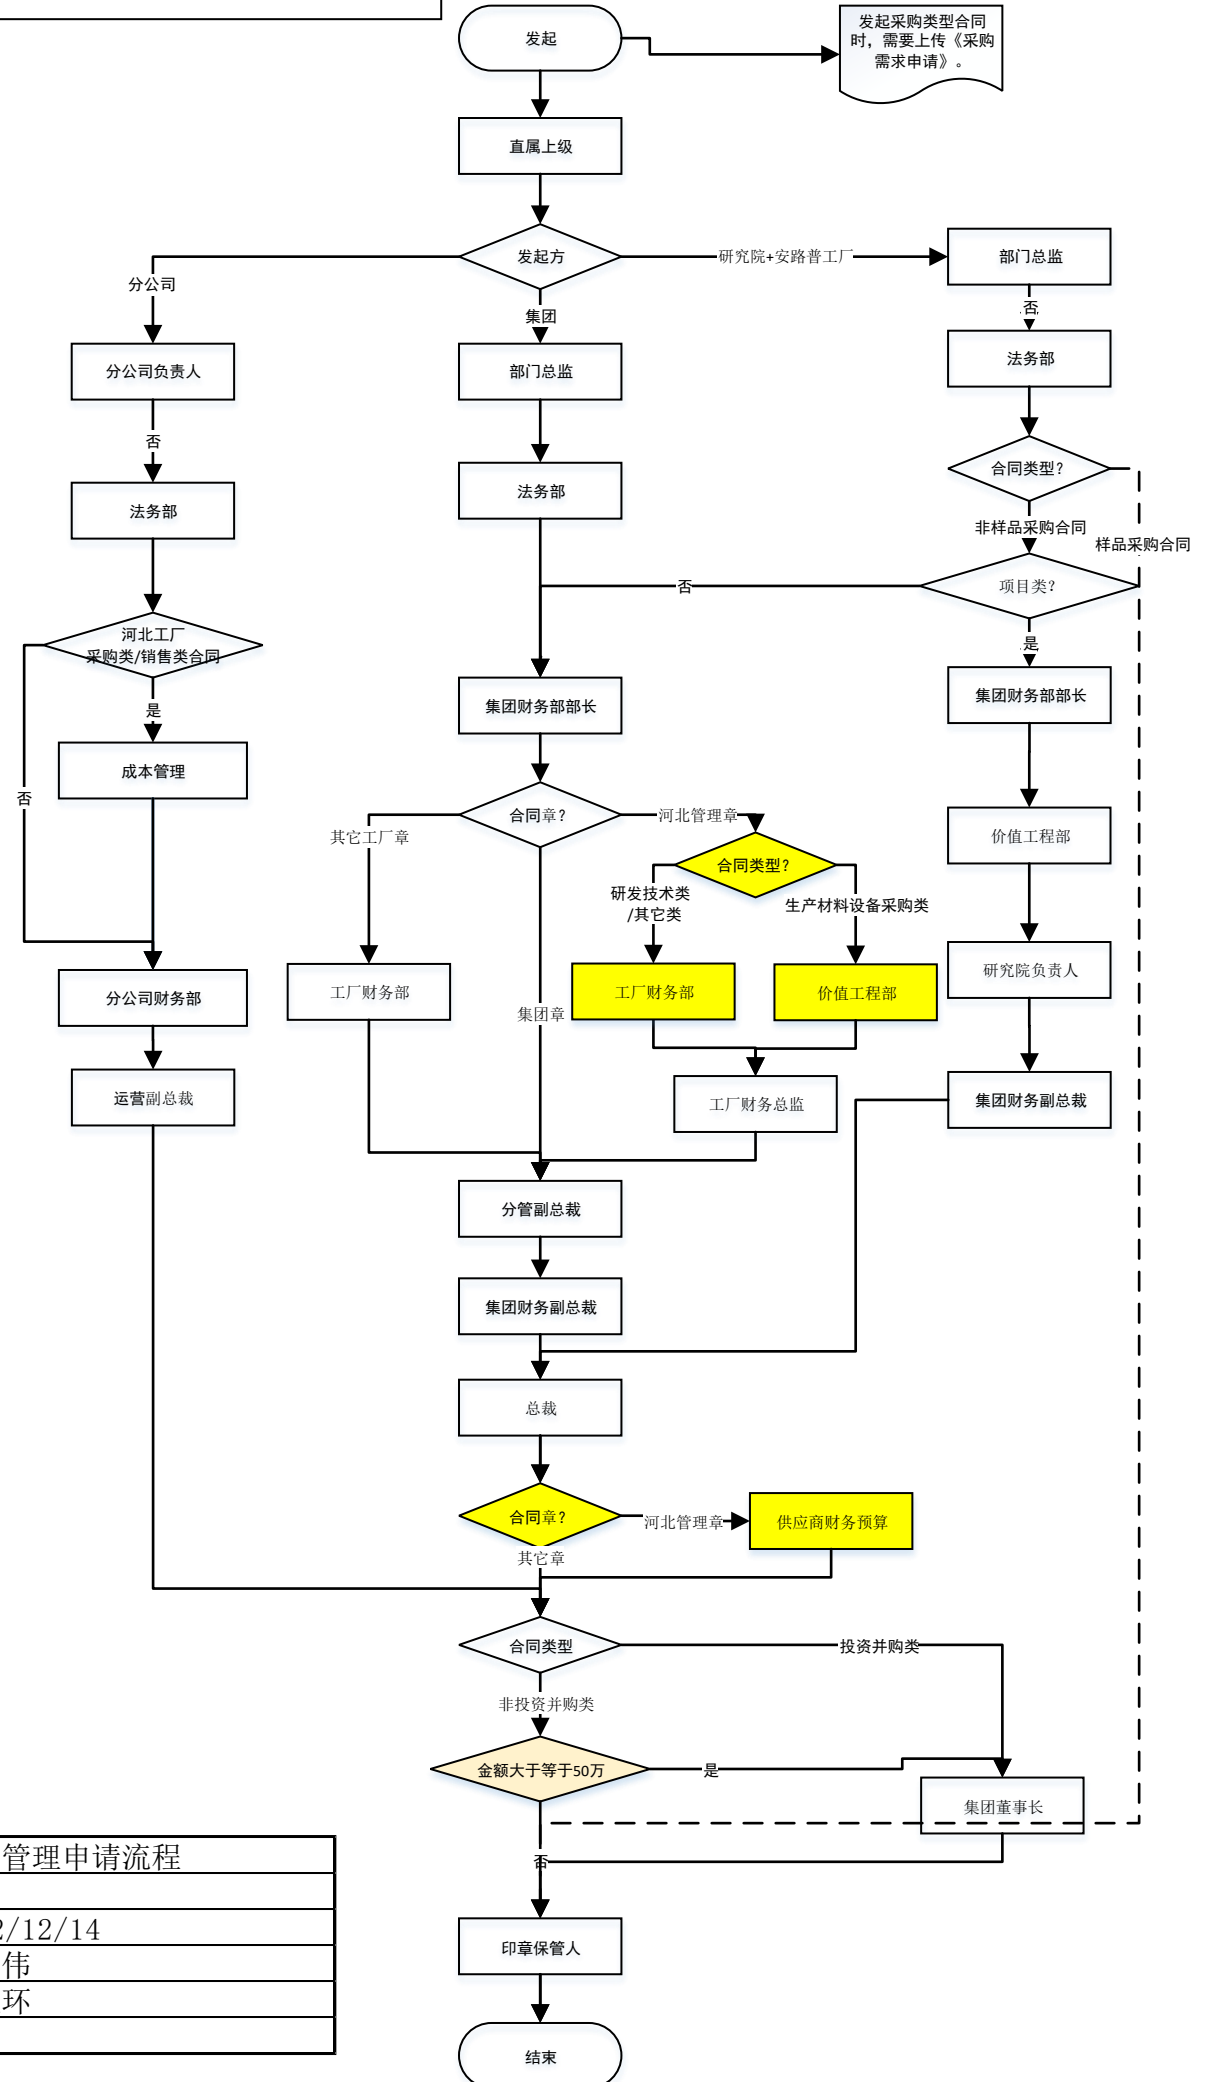 发起
发起采购类型合同
时，需要上传《采购
需求申请》。
直属上级
发起方
研究院+安路普工厂
部门总监
分公司
集团
否
分公司负责人
部门总监
法务部
否
法务部
合同类型？
法务部
非样品采购合同
样品采购合同
否
项目类？
河北工厂
采购类/销售类合同
是
集团财务部部长
集团财务部部长
是
成本管理
否
合同章？
河北管理章
其它工厂章
价值工程部
合同类型？
研发技术类
/其它类
生产材料设备采购类
分公司财务部
工厂财务部
集团章
工厂财务部
价值工程部
研究院负责人
运营副总裁
工厂财务总监
集团财务副总裁
分管副总裁
集团财务副总裁
总裁
合同章？
河北管理章
供应商财务预算
其它章
合同类型
投资并购类
非投资并购类
金额大于等于50万
是
集团董事长
否
管理申请流程
2/12/14
伟
环
印章保管人
结束